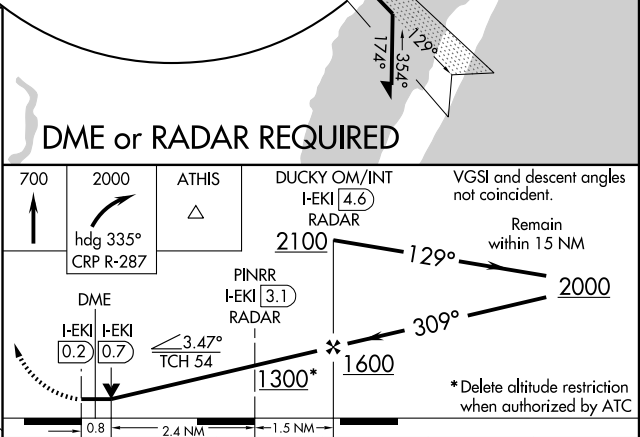 129°
174°
354°
DME or RADAR REQUIRED
700
2000
hdg 335°
CRP R-287
ATHIS
DUCKY OM/INT
I-EKI 4.6
RADAR
2100
VGSI and descent angles
not coincident.
Remain
within 15 NM
129°
2000
309°
PINRR
I-EKI 3.1
RADAR
DME
I-EKI I-EKI
0.2 0.7
3.47°
TCH 54
1300*
1600
*Delete altitude restriction
when authorized by ATC
0.8
2.4 NM
1.5 NM